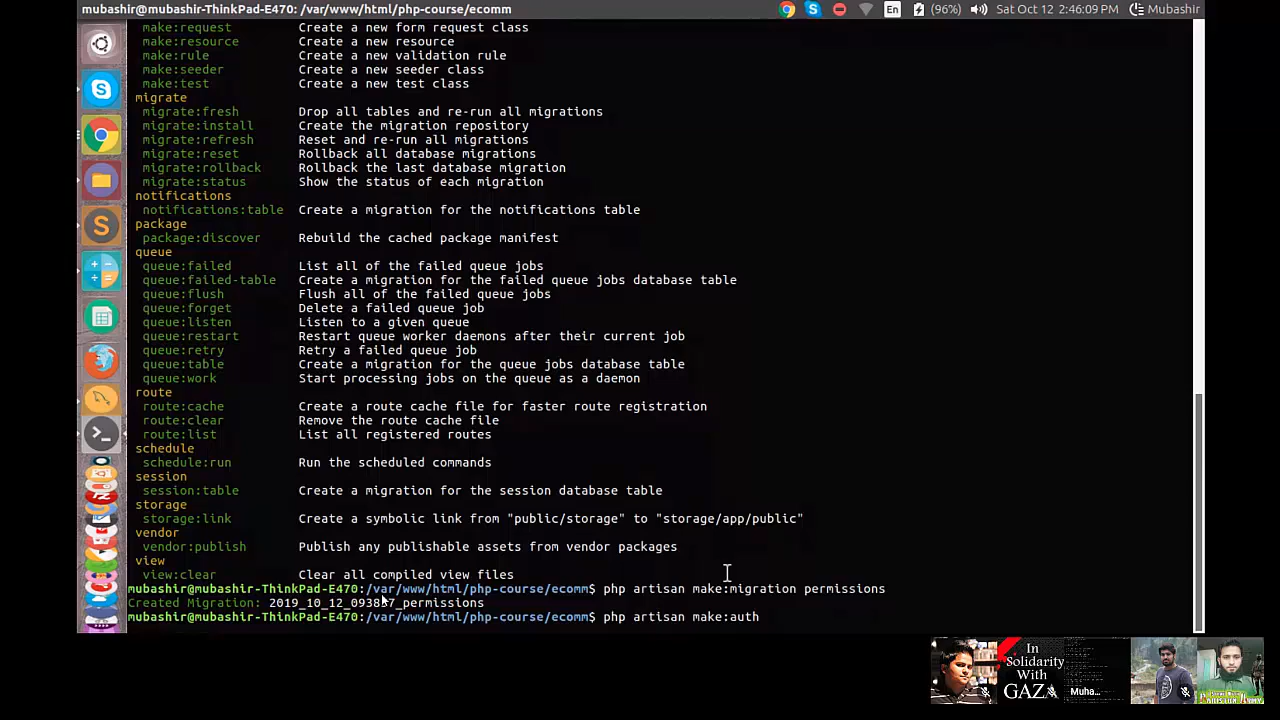 mubashir@mubashir-ThinkPad-E470: /var/www/html/php-course/ecomm
En (96%) Sat Oct 12 2:46:09 PM Mubashir
make:request Create a new form request class
make:resource Create a new resource
make:rule Create a new validation rule
make:seeder Create a new seeder class
make:test Create a new test class
migrate
migrate:fresh Drop all tables and re-run all migrations
migrate:install Create the migration repository
migrate:refresh Reset and re-run all migrations
migrate:reset Rollback all database migrations
migrate:rollback Rollback the last database migration
migrate:status Show the status of each migration
notifications
notifications:table Create a migration for the notifications table
package
package:discover Rebuild the cached package manifest
queue
queue:failed List all of the failed queue jobs
queue:failed-table Create a migration for the failed queue jobs database table
queue:flush Flush all of the failed queue jobs
queue:forget Delete a failed queue job
queue:listen Listen to a given queue
queue:restart Restart queue worker daemons after their current job
queue:retry Retry a failed queue job
queue:table Create a migration for the queue jobs database table
queue:work Start processing jobs on the queue as a daemon
route
route:cache Create a route cache file for faster route registration
route:clear Remove the route cache file
route:list List all registered routes
schedule
schedule:run Run the scheduled commands
session
session:table Create a migration for the session database table
storage
storage:link Create a symbolic link from "public/storage" to "storage/app/public"
vendor
vendor:publish Publish any publishable assets from vendor packages
view
view:clear Clear all compiled view files
mubashir@mubashir-ThinkPad-E470:/var/www/html/php-course/ecomm$ php artisan make:migration permissions
Created Migration:
mubashir@mubashir-ThinkPad-E470:/var/www/html/php-course/ecomm$ php artisan make:auth
In
Solidarity
With
GAZA
Muha...